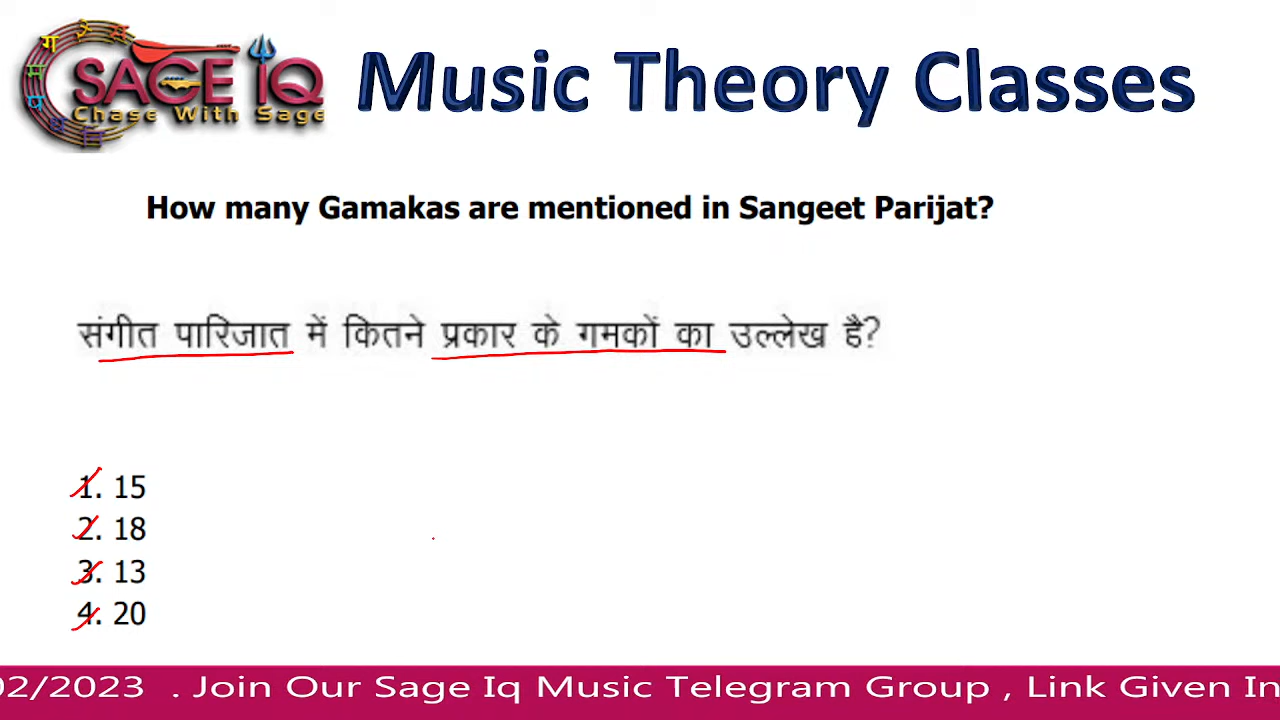 SAGE IQ
Chase With Sage
Music Theory Classes
How many Gamakas are mentioned in Sangeet Parijat?
संगीत पारिजात में कितने प्रकार के गमकों का उल्लेख है?
1. 15
2. 18
3. 13
4. 20
02/2023 . Join Our Sage Iq Music Telegram Group , Link Given In